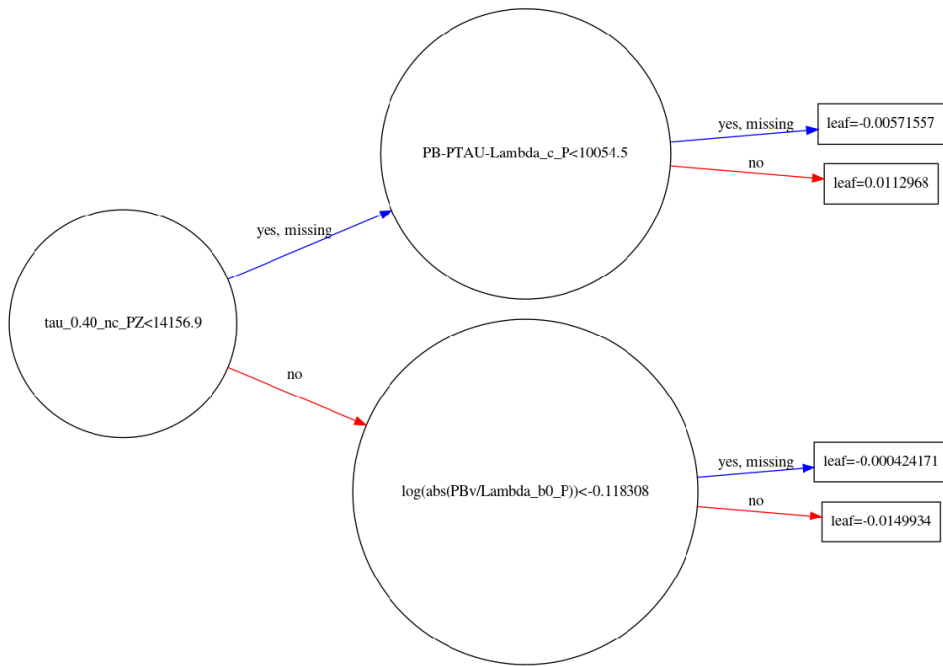 yes, missing
leaf=-0.00571557
PB-PTAU-Lambda_c_P<10054.5
no
leaf=0.0112968
yes, missing
tau_0.40_nc_PZ<14156.9
no
yes, missing
leaf=-0.000424171
log(abs(PBv/Lambda_b0_P))<-0.118308
no
leaf=-0.0149934